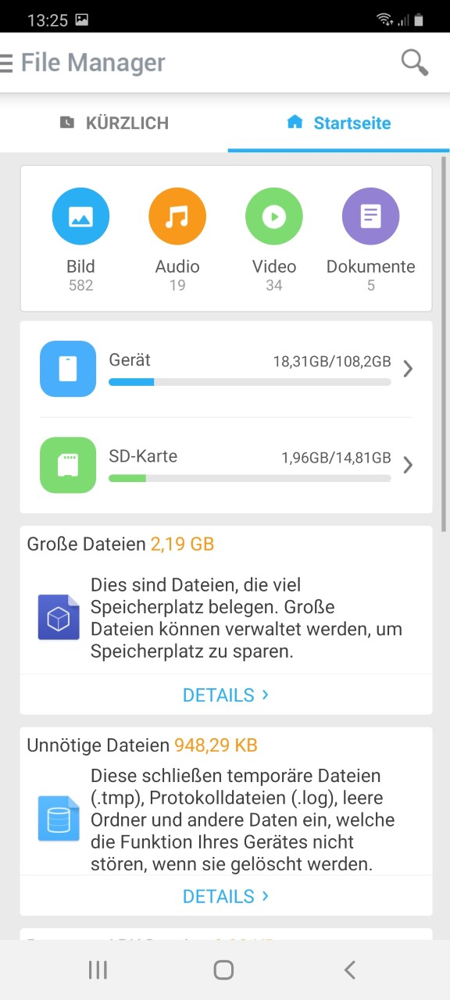 13:25
File Manager
KÜRZLICH
Startseite
Bild
582
Audio
19
Video
34
Dokumente
5
Gerät
18,31GB/108,2GB
SD-Karte
1,96GB/14,81GB
Große Dateien 2,19 GB
Dies sind Dateien, die viel
Speicherplatz belegen. Große
Dateien können verwaltet werden, um
Speicherplatz zu sparen.
DETAILS ›
Unnötige Dateien 948,29 KB
Diese schließen temporäre Dateien
(.tmp), Protokolldateien (.log), leere
Ordner und andere Daten ein, welche
die Funktion Ihres Gerätes nicht
stören, wenn sie gelöscht werden.
DETAILS ›